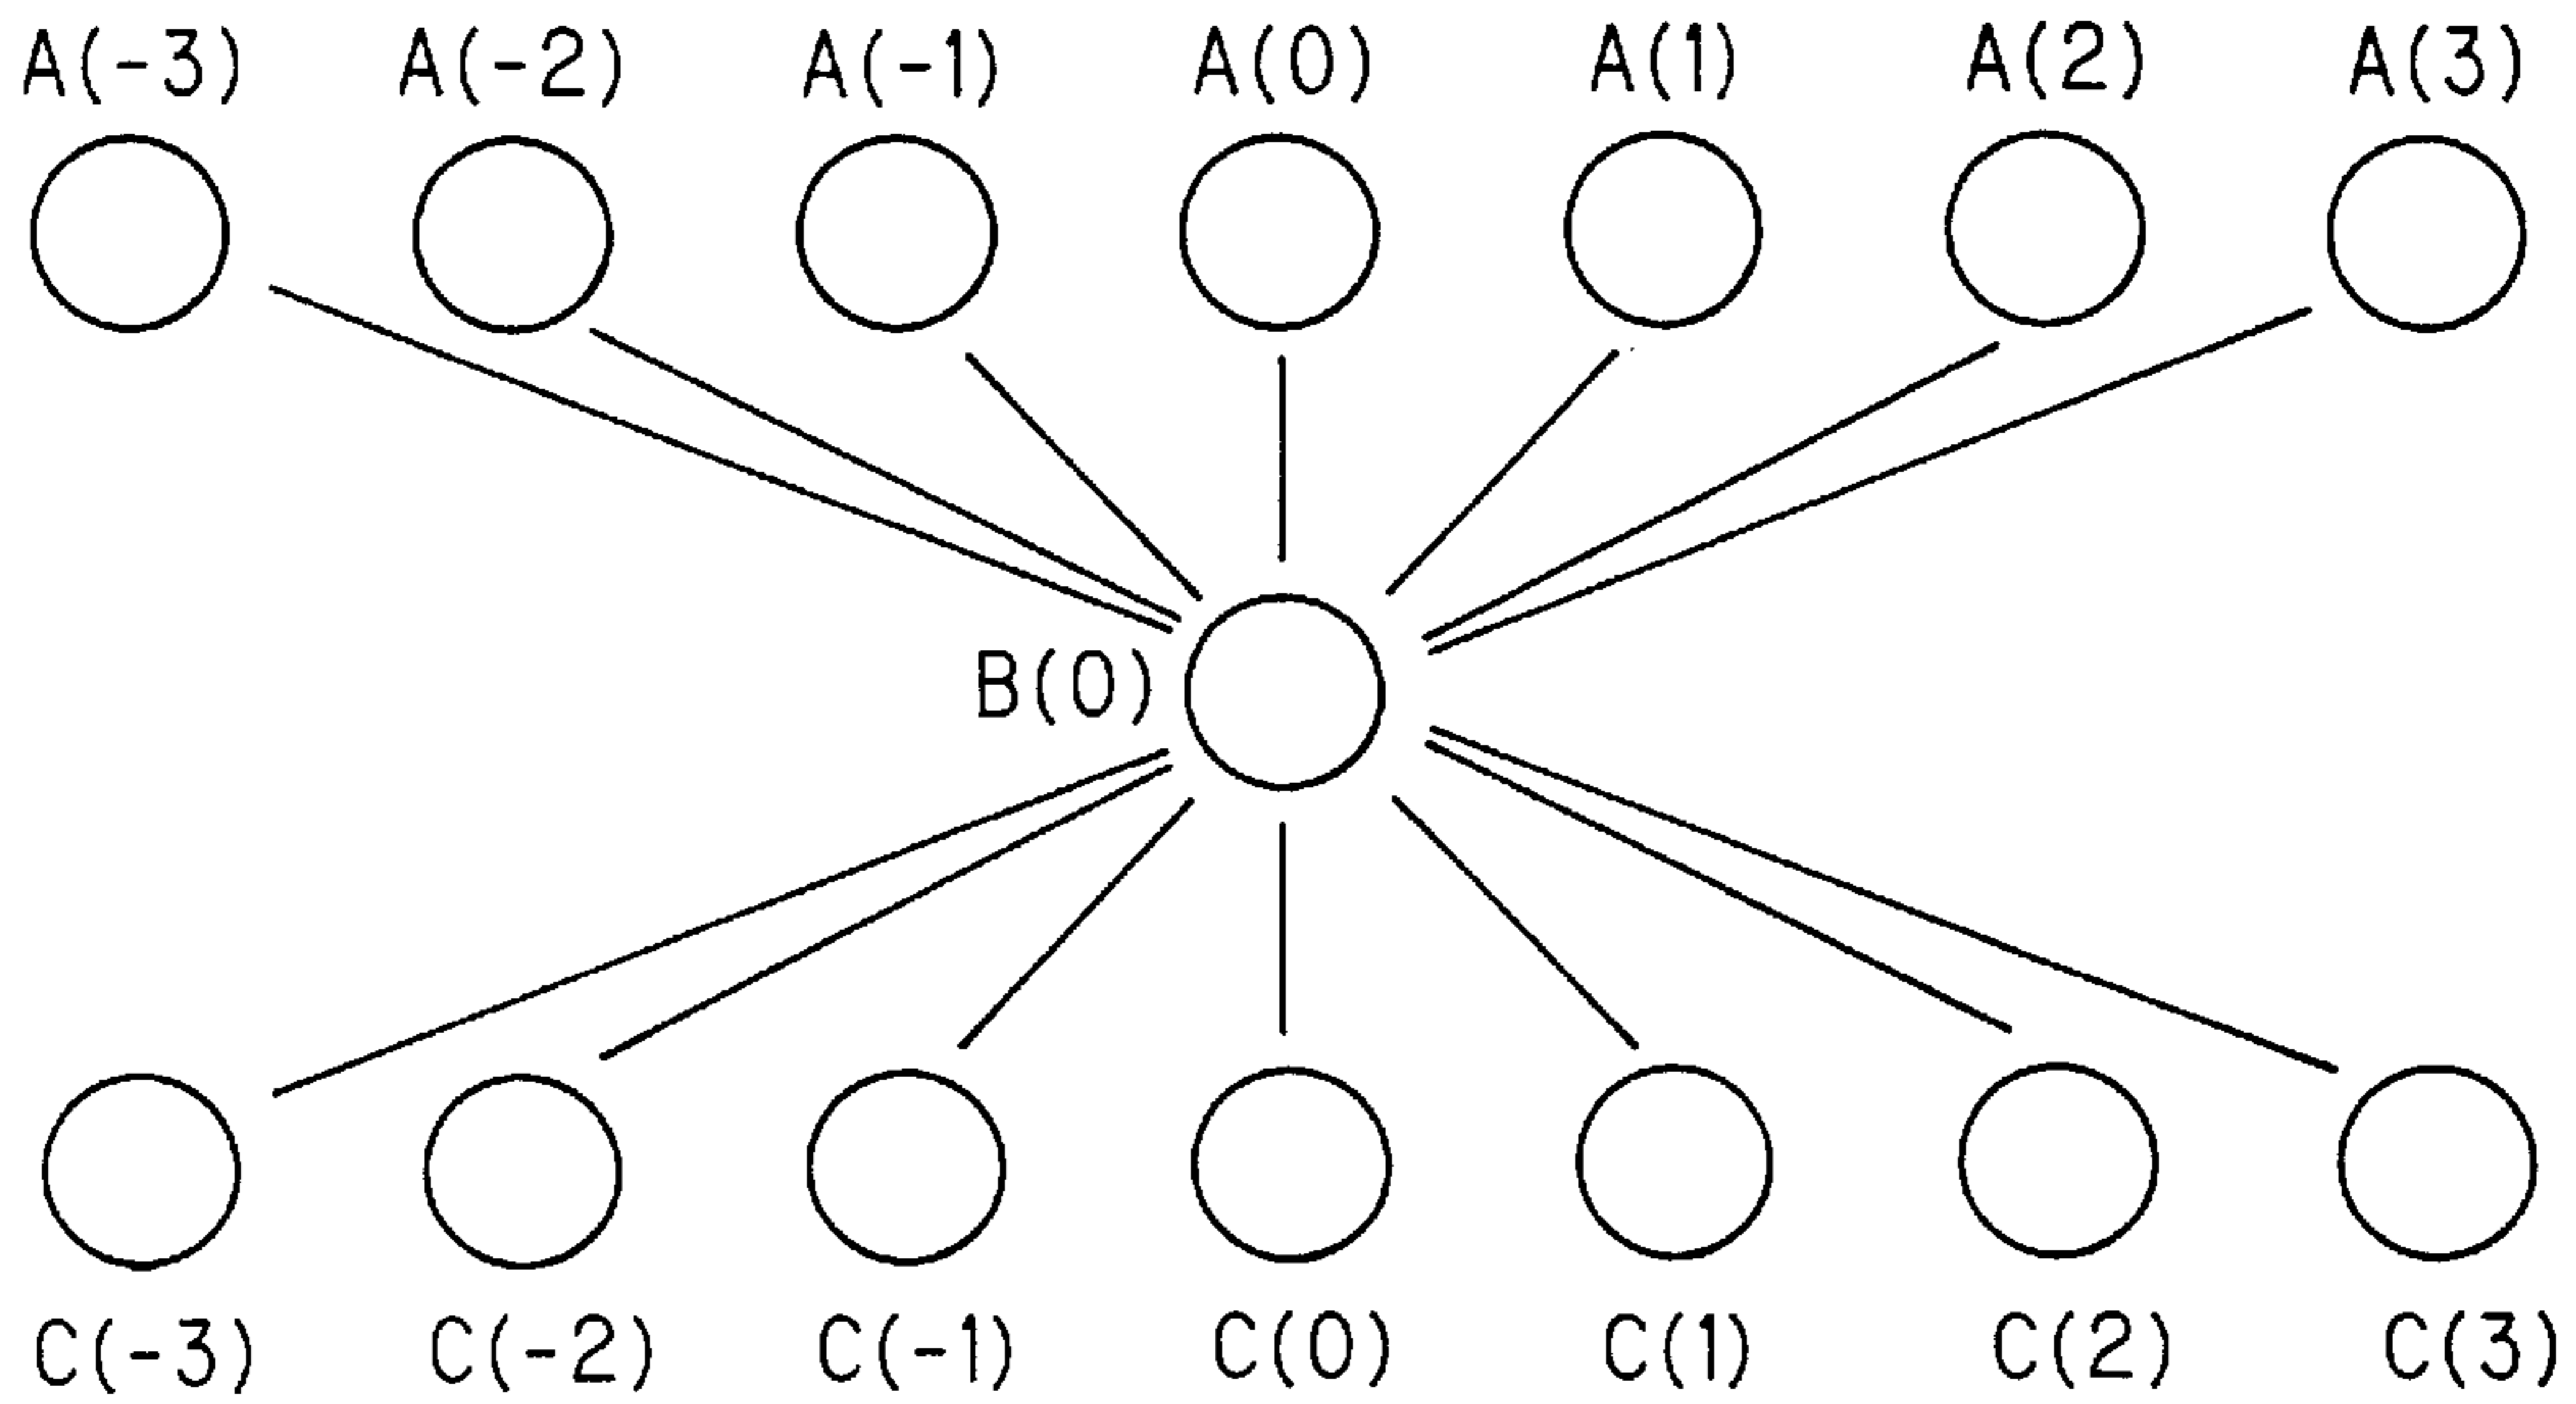 A(-3) A(-2) A(-1) A(0) A(1) A(2) A(3)
B(0)
C(-3) C(-2) C(-1) C(0) C(1) C(2) C(3)